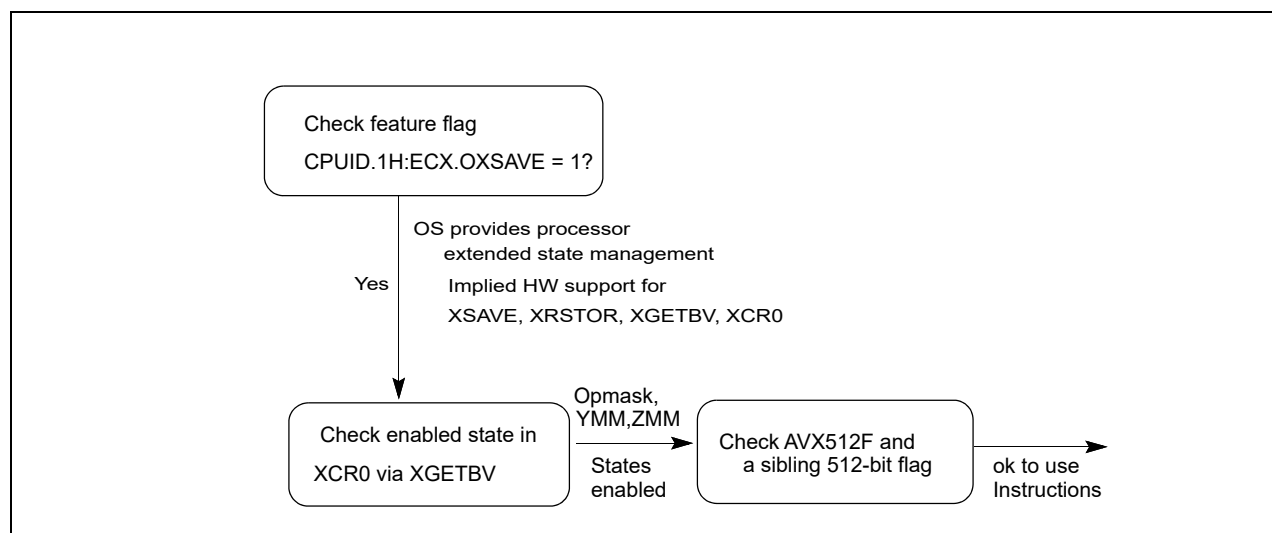 Check feature flag
CPUID.1H:ECX.OXSAVE = 1?
OS provides processor
extended state management
Yes
Implied HW support for
XSAVE, XRSTOR, XGETBV, XCR0
Check enabled state in
XCR0 via XGETBV
Opmask,
YMM,ZMM
States
enabled
Check AVX512F and
a sibling 512-bit flag
ok to use
Instructions